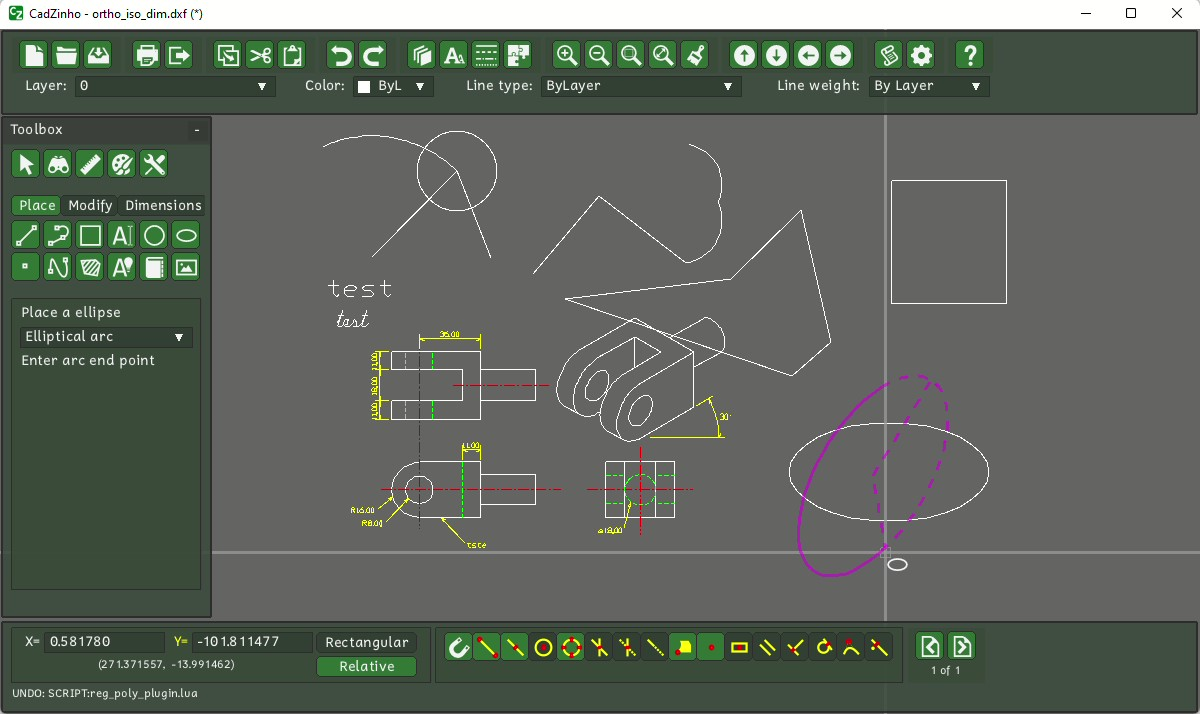 CadZinho - ortho_iso_dim.dxf (*)
Layer: 0 Color: ByL Line type: ByLayer Line weight: By Layer
Toolbox -
Place Modify Dimensions
Place a ellipse
Elliptical arc
Enter arc end point
test
test
35.00
11.00
18.00
11.00
30°
11.00
R15.00
R8.00
ø18.00
teste
X= 0.581780 Y= -101.811477 Rectangular
(271.371557, -13.991462) Relative
1 of 1
UNDO: SCRIPT:reg_poly_plugin.lua